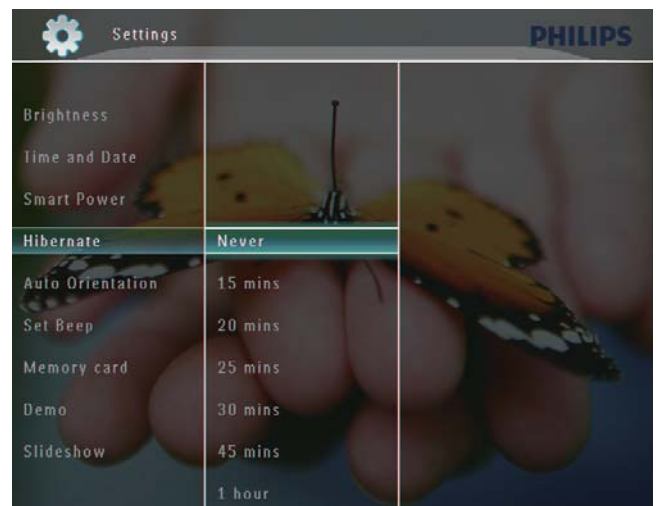 Settings
PHILIPS
Brightness
Time and Date
Smart Power
Hibernate
Auto Orientation
Set Beep
Memory card
Demo
Slideshow
Never
15 mins
20 mins
25 mins
30 mins
45 mins
1 hour